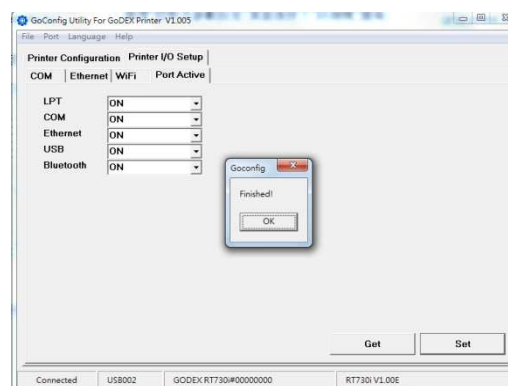 GoConfig Utility For GoDEX Printer V1.005
File Port Language Help
Printer Configuration Printer I/O Setup
COM Ethernet WiFi Port Active
LPT ON
COM ON
Ethernet ON
USB ON
Bluetooth ON
Goconfig
Finished!
OK
Get Set
Connected USB002 GODEX RT730i#00000000 RT730i V1.00E